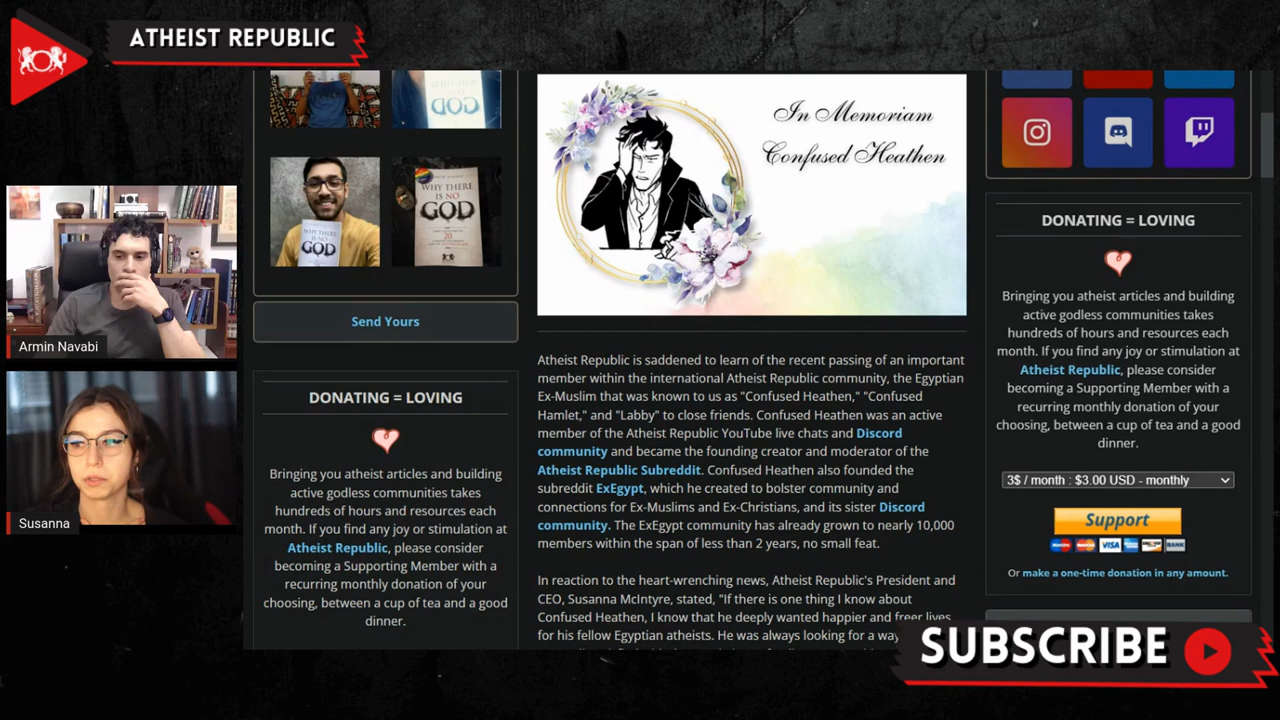 ATHEIST REPUBLIC
Armin Navabi
Susanna
GOD
WHY THERE
IS NO
GOD
WHY THERE
IS NO
GOD
20
Send Yours
DONATING = LOVING
Bringing you atheist articles and building
active godless communities takes
hundreds of hours and resources each
month. If you find any joy or stimulation at
Atheist Republic, please consider
becoming a Supporting Member with a
recurring monthly donation of your
choosing, between a cup of tea and a good
dinner.
In Memoriam
Confused Heathen
Atheist Republic is saddened to learn of the recent passing of an important
member within the international Atheist Republic community, the Egyptian
Ex-Muslim that was known to us as "Confused Heathen," "Confused
Hamlet," and "Labby" to close friends. Confused Heathen was an active
member of the Atheist Republic YouTube live chats and Discord
community and became the founding creator and moderator of the
Atheist Republic Subreddit. Confused Heathen also founded the
subreddit ExEgypt, which he created to bolster community and
connections for Ex-Muslims and Ex-Christians, and its sister Discord
community. The ExEgypt community has already grown to nearly 10,000
members within the span of less than 2 years, no small feat.
In reaction to the heart-wrenching news, Atheist Republic's President and
CEO, Susanna McIntyre, stated, "If there is one thing I know about
Confused Heathen, I know that he deeply wanted happier and freer lives
for his fellow Egyptian atheists. He was always looking for a way
DONATING = LOVING
Bringing you atheist articles and building
active godless communities takes
hundreds of hours and resources each
month. If you find any joy or stimulation at
Atheist Republic, please consider
becoming a Supporting Member with a
recurring monthly donation of your
choosing, between a cup of tea and a good
dinner.
3$ / month : $3.00 USD - monthly
Support
VISA
BANK
Or make a one-time donation in any amount.
SUBSCRIBE